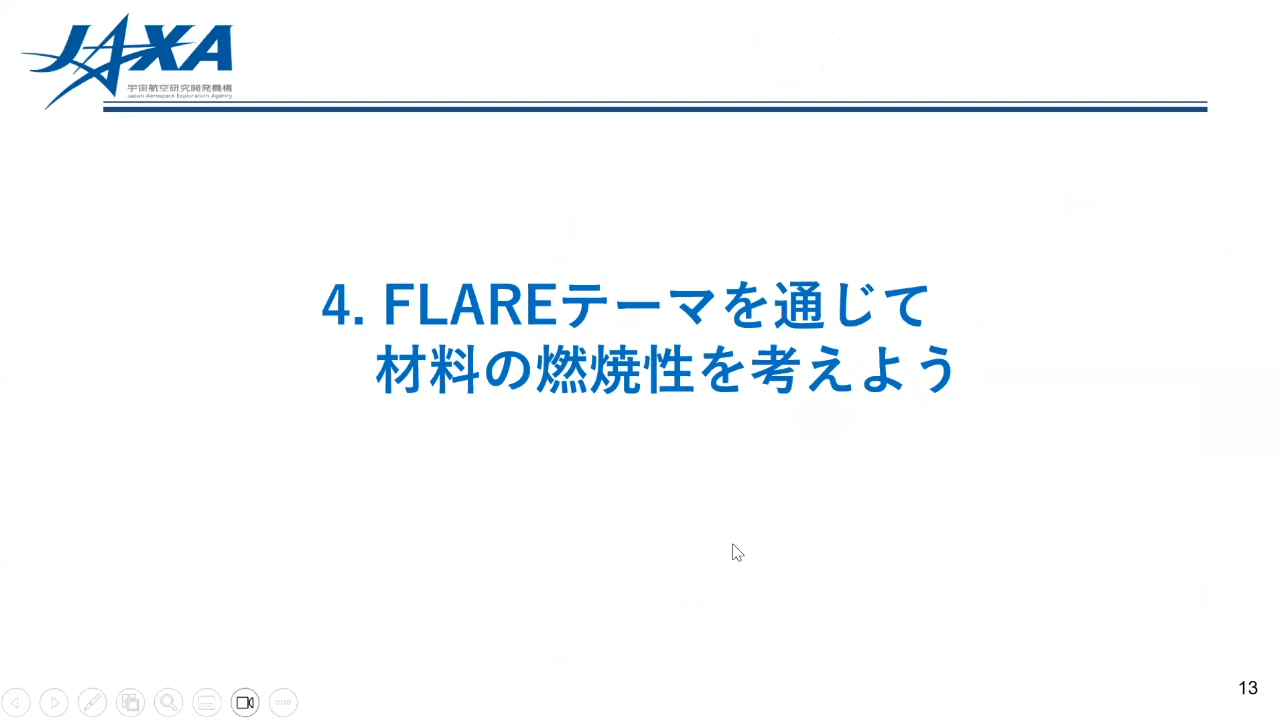 JAXA
宇宙航空研究開発機構
Japan Aerospace Exploration Agency
4. FLAREテーマを通じて
材料の燃焼性を考えよう
13